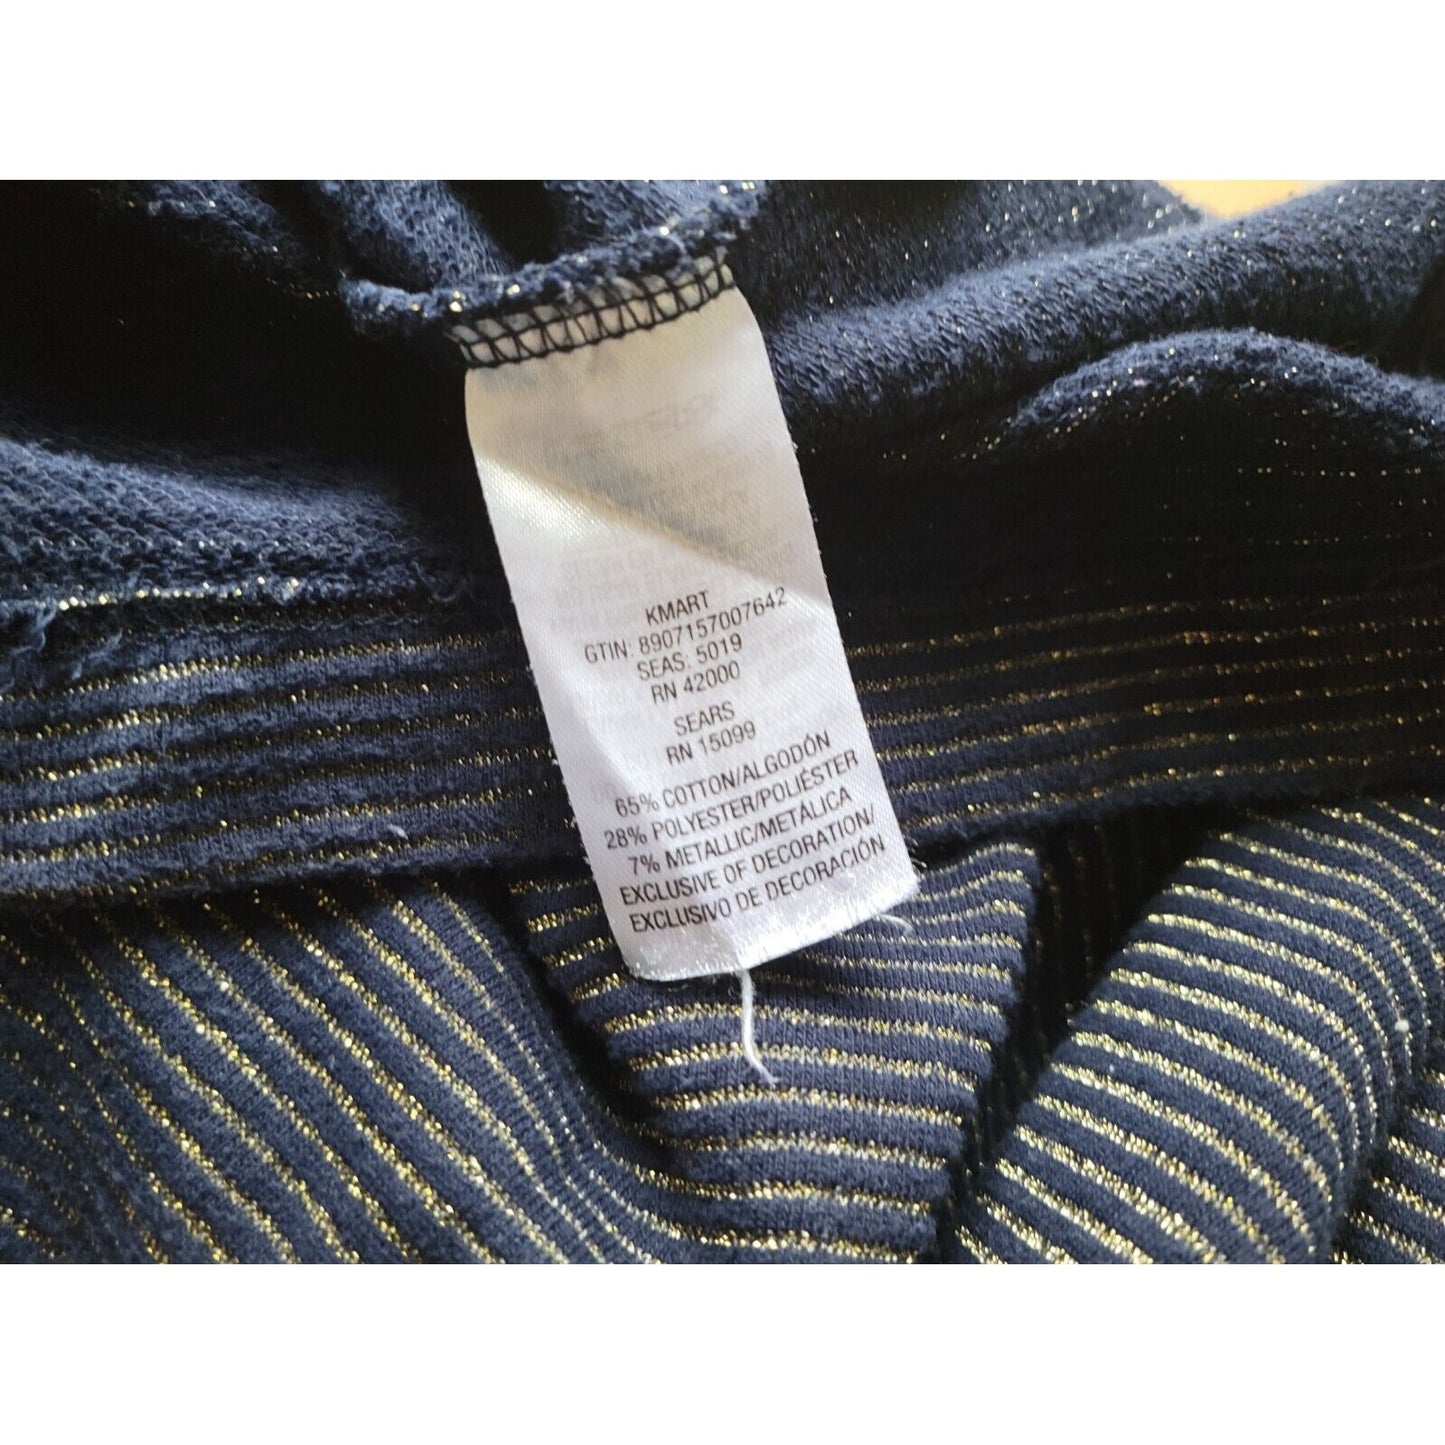 KMART
GTIN: 8907157007642
SEAS: 5019
RN 42000
SEARS
RN 15099
65% COTTON/ALGODÓN
28% POLYESTER/POLIÉSTER
7% METALLIC/METÁLICA
EXCLUSIVE OF DECORATION/
EXCLUSIVO DE DECORACIÓN